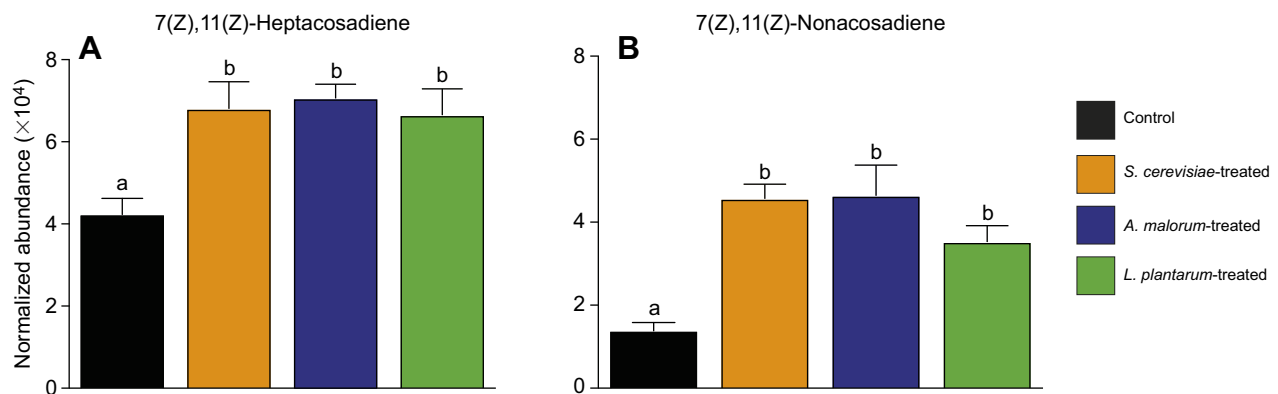 7(Z),11(Z)-Heptacosadiene
7(Z),11(Z)-Nonacosadiene
A
B
Normalized abundance (×10⁴)
8
6
4
2
0
a
b
b
b
8
6
4
2
0
a
b
b
b
Control
S. cerevisiae-treated
A. malorum-treated
L. plantarum-treated